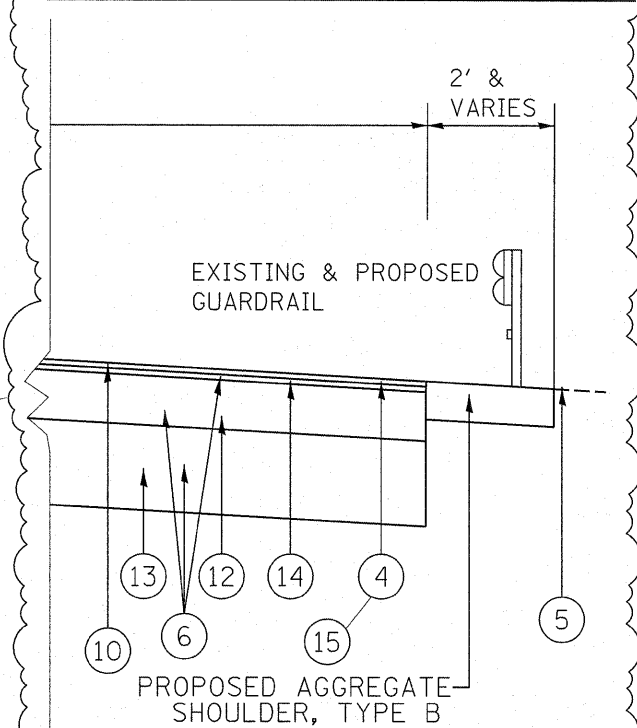 2' &
VARIES
EXISTING & PROPOSED
GUARDRAIL
13
12
14
4
10
6
15
5
PROPOSED AGGREGATE
SHOULDER, TYPE B